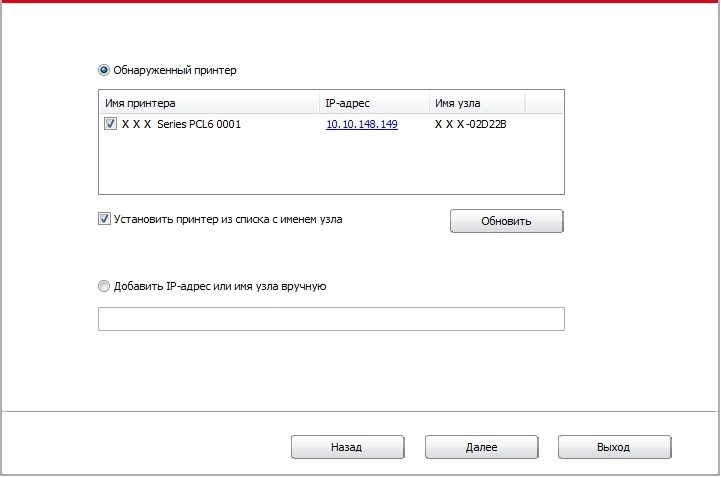 Обнаруженный принтер
Имя принтера IP-адрес Имя узла
X X X Series PCL6 0001 10.10.148.149 X X X-02D22B
Установить принтер из списка с именем узла Обновить
Добавить IP-адрес или имя узла вручную
Назад Далее Выход